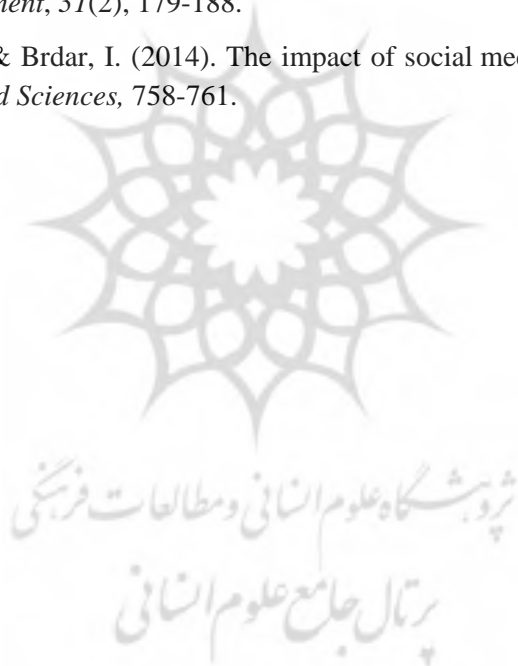 ment, 31(2), 179-188.
& Brdar, I. (2014). The impact of social med
d Sciences, 758-761.
پژوهشگاه علوم انسانی و مطالعات فرهنگی
پرتال جامع علوم انسانی